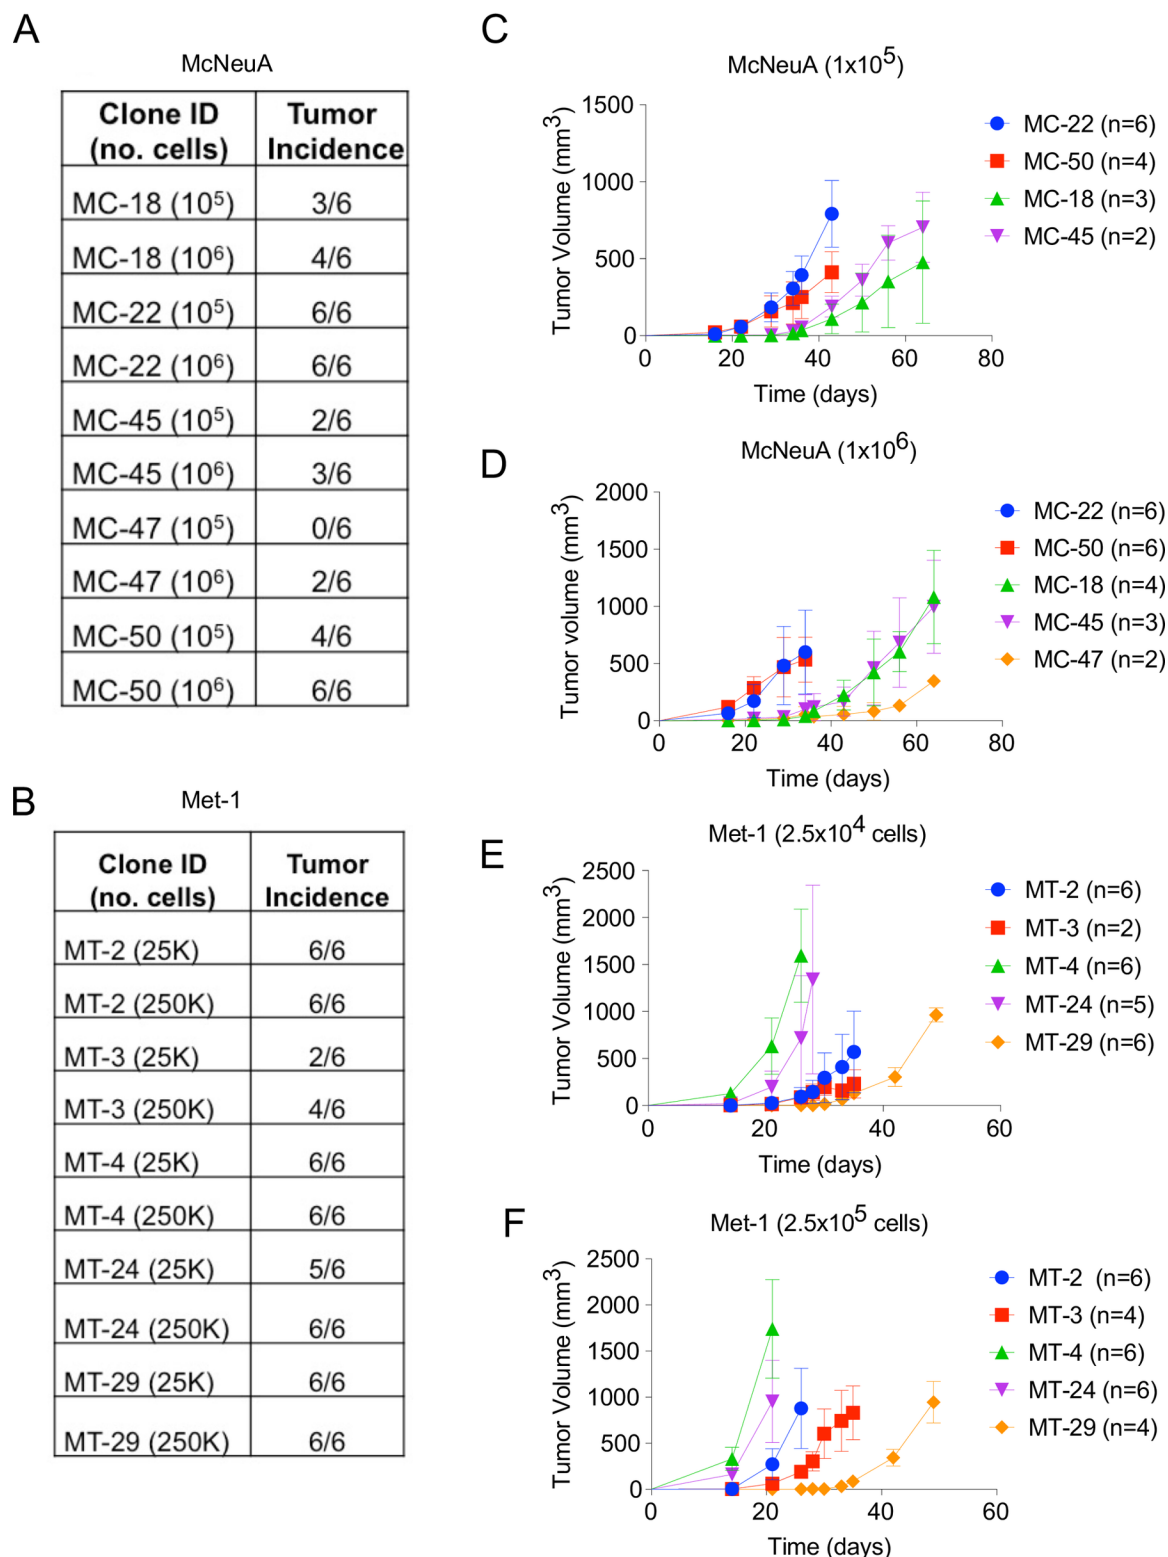 A
McNeuA
Clone ID
(no. cells)
Tumor
Incidence
MC-18 (10⁵) 3/6
MC-18 (10⁶) 4/6
MC-22 (10⁵) 6/6
MC-22 (10⁶) 6/6
MC-45 (10⁵) 2/6
MC-45 (10⁶) 3/6
MC-47 (10⁵) 0/6
MC-47 (10⁶) 2/6
MC-50 (10⁵) 4/6
MC-50 (10⁶) 6/6
B
Met-1
Clone ID
(no. cells)
Tumor
Incidence
MT-2 (25K) 6/6
MT-2 (250K) 6/6
MT-3 (25K) 2/6
MT-3 (250K) 4/6
MT-4 (25K) 6/6
MT-4 (250K) 6/6
MT-24 (25K) 5/6
MT-24 (250K) 6/6
MT-29 (25K) 6/6
MT-29 (250K) 6/6
C
McNeuA (1x10⁵)
Tumor Volume (mm³)
1500
1000
500
0
0 20 40 60 80
Time (days)
MC-22 (n=6)
MC-50 (n=4)
MC-18 (n=3)
MC-45 (n=2)
D
McNeuA (1x10⁶)
Tumor volume (mm³)
2000
1500
1000
500
0
0 20 40 60 80
Time (days)
MC-22 (n=6)
MC-50 (n=6)
MC-18 (n=4)
MC-45 (n=3)
MC-47 (n=2)
E
Met-1 (2.5x10⁴ cells)
Tumor Volume (mm³)
2500
2000
1500
1000
500
0
0 20 40 60
Time (days)
MT-2 (n=6)
MT-3 (n=2)
MT-4 (n=6)
MT-24 (n=5)
MT-29 (n=6)
F
Met-1 (2.5x10⁵ cells)
Tumor Volume (mm³)
2500
2000
1500
1000
500
0
0 20 40 60
Time (days)
MT-2 (n=6)
MT-3 (n=4)
MT-4 (n=6)
MT-24 (n=6)
MT-29 (n=4)